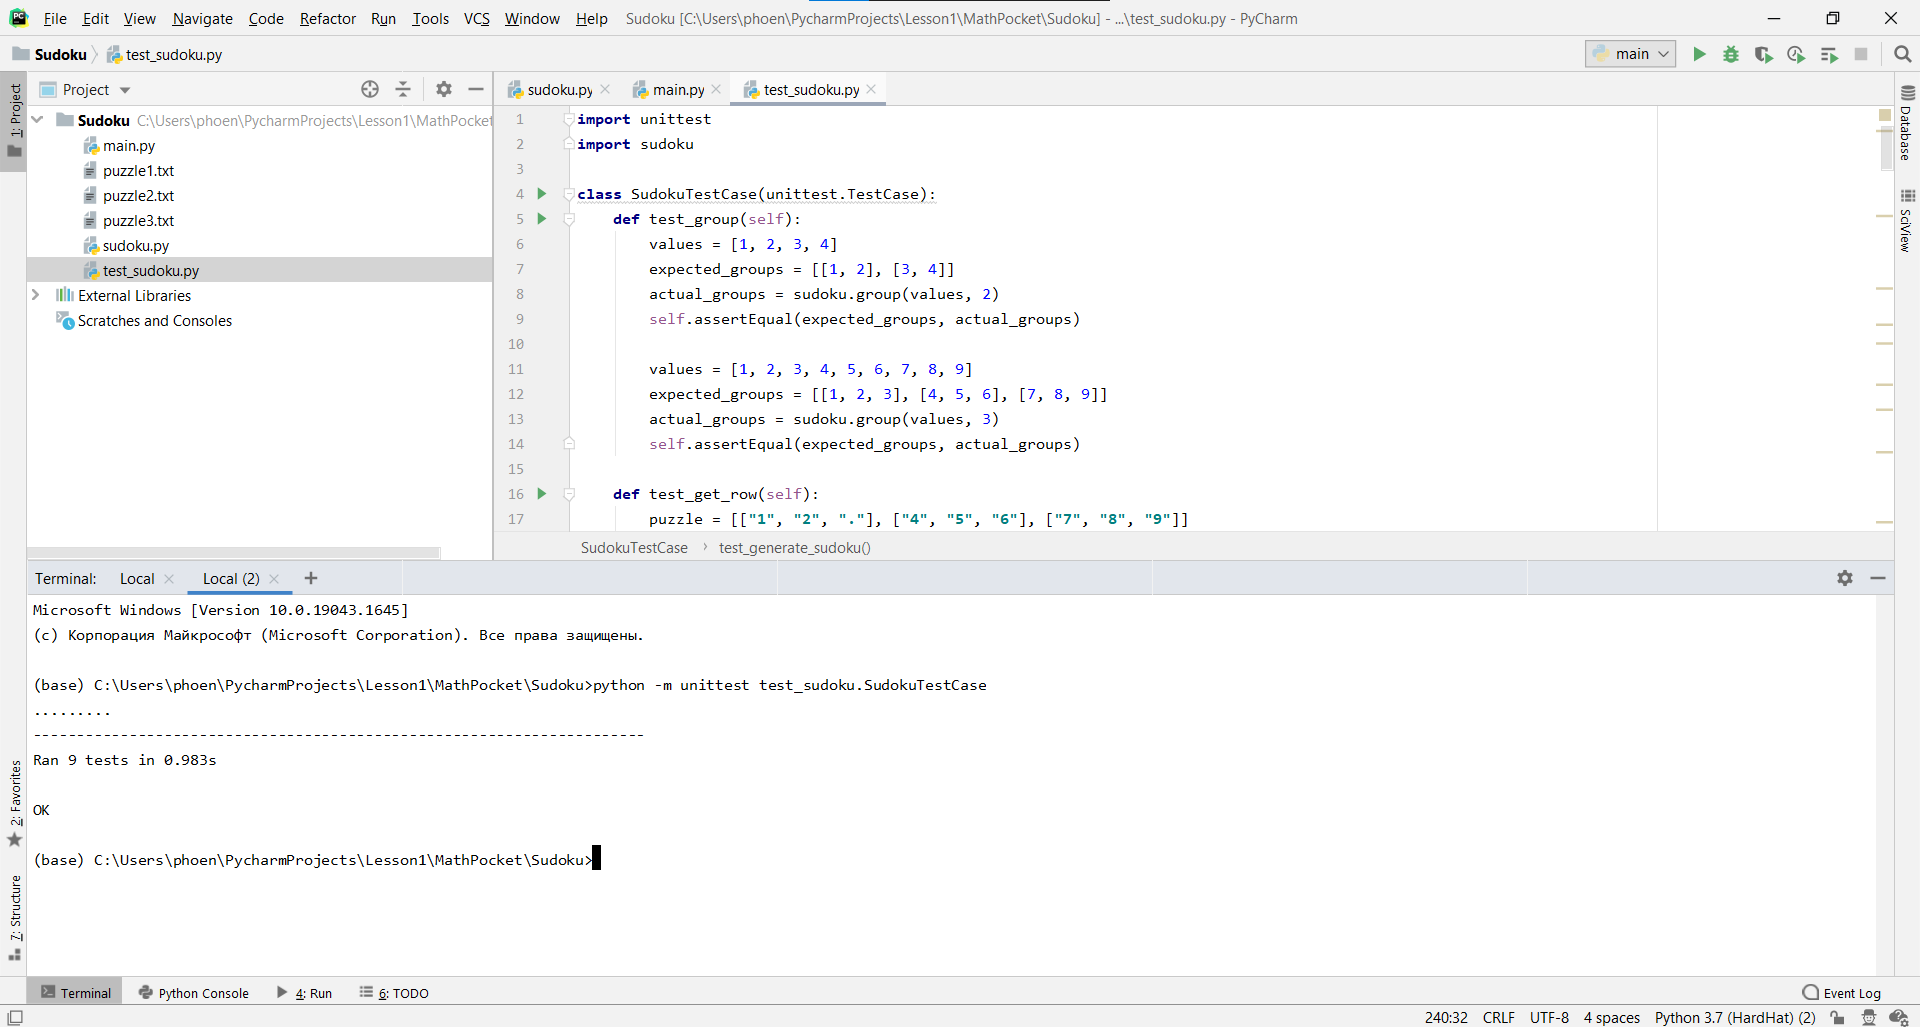 File Edit View Navigate Code Refactor Run Tools VCS Window Help Sudoku [C:\Users\phoen\PycharmProjects\Lesson1\MathPocket\Sudoku] - ...\test_sudoku.py - PyCharm
Sudoku test_sudoku.py main
1: Project
Project
Sudoku C:\Users\phoen\PycharmProjects\Lesson1\MathPocket
main.py
puzzle1.txt
puzzle2.txt
puzzle3.txt
sudoku.py
test_sudoku.py
External Libraries
Scratches and Consoles
sudoku.py main.py test_sudoku.py
1 import unittest
2 import sudoku
3
4 class SudokuTestCase(unittest.TestCase):
5 def test_group(self):
6 values = [1, 2, 3, 4]
7 expected_groups = [[1, 2], [3, 4]]
8 actual_groups = sudoku.group(values, 2)
9 self.assertEqual(expected_groups, actual_groups)
10
11 values = [1, 2, 3, 4, 5, 6, 7, 8, 9]
12 expected_groups = [[1, 2, 3], [4, 5, 6], [7, 8, 9]]
13 actual_groups = sudoku.group(values, 3)
14 self.assertEqual(expected_groups, actual_groups)
15
16 def test_get_row(self):
17 puzzle = [["1", "2", "."], ["4", "5", "6"], ["7", "8", "9"]]
SudokuTestCase › test_generate_sudoku()
Database
SciView
Terminal: Local Local (2)
Microsoft Windows [Version 10.0.19043.1645]
(c) Корпорация Майкрософт (Microsoft Corporation). Все права защищены.
(base) C:\Users\phoen\PycharmProjects\Lesson1\MathPocket\Sudoku>python -m unittest test_sudoku.SudokuTestCase
.........
----------------------------------------------------------------------
Ran 9 tests in 0.983s
OK
(base) C:\Users\phoen\PycharmProjects\Lesson1\MathPocket\Sudoku>
2: Favorites
7: Structure
Terminal Python Console 4: Run 6: TODO Event Log
240:32 CRLF UTF-8 4 spaces Python 3.7 (HardHat) (2)